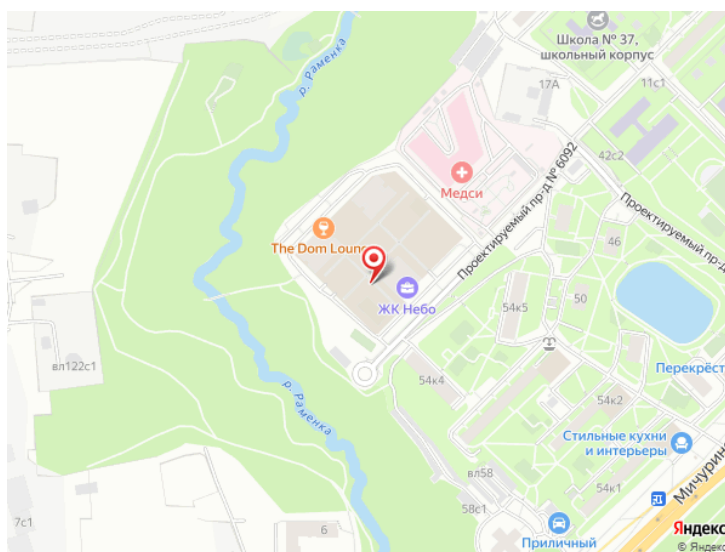 Школа № 37,
школьный корпус
17А
11с1
р. Раменка
42с2
Медси
Проектируемый пр-д № 6092
Проектируемый пр-д
The Dom Loun
46
50
ЖК Небо
54к5
вл122с1
54к4
Перекрёст
54к2
р. Раменка
Стильные кухни
и интерьеры
вл58
54к1
58с1
Мичурин
7с1
6
Приличный
Яндекс
© Яндекс